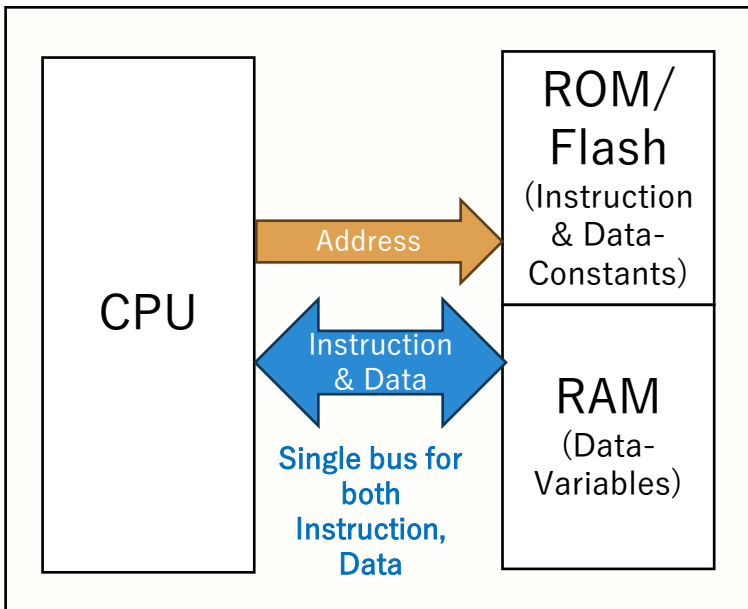 CPU
Address
Instruction
& Data
Single bus for
both
Instruction,
Data
ROM/
Flash
(Instruction
& Data-
Constants)
RAM
(Data-
Variables)